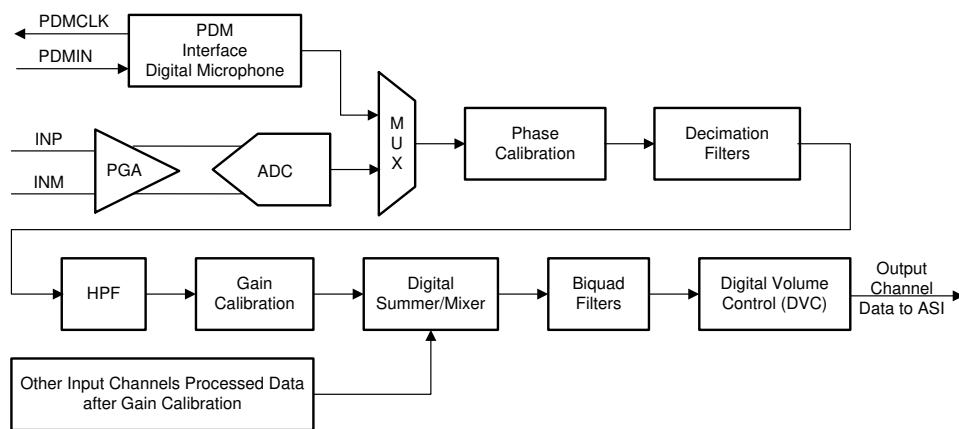 PDMCLK
PDMIN
PDM
Interface
Digital Microphone
INP
INM
PGA
ADC
M
U
X
Phase
Calibration
Decimation
Filters
HPF
Gain
Calibration
Digital
Summer/Mixer
Biquad
Filters
Digital Volume
Control (DVC)
Output
Channel
Data to ASI
Other Input Channels Processed Data
after Gain Calibration